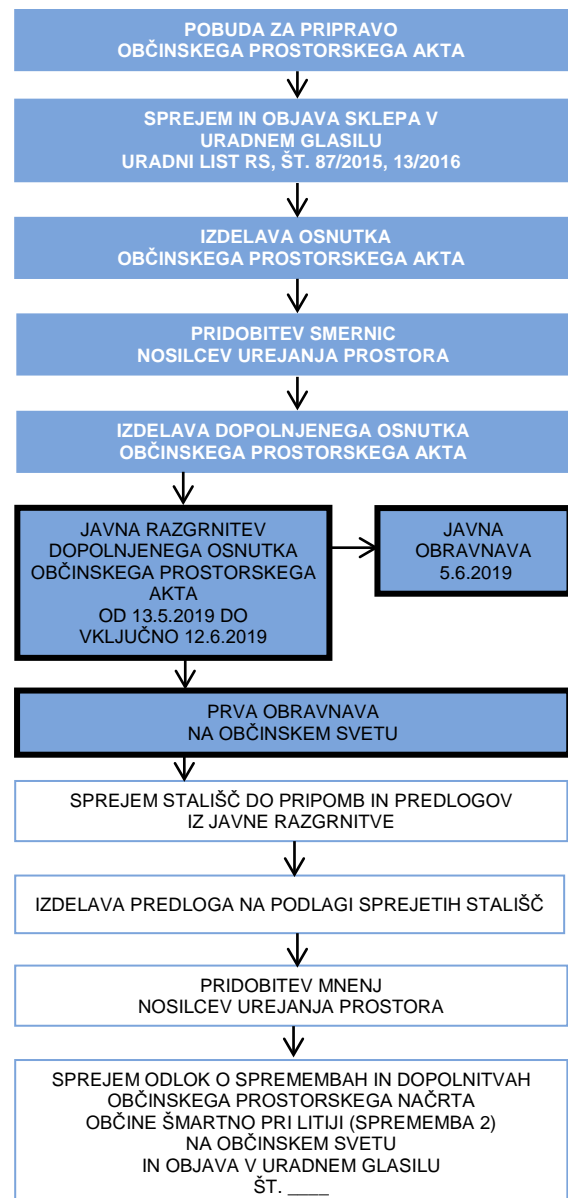 POBUDA ZA PRIPRAVO
OBČINSKEGA PROSTORSKEGA AKTA
SPREJEM IN OBJAVA SKLEPA V
URADNEM GLASILU
URADNI LIST RS, ŠT. 87/2015, 13/2016
IZDELAVA OSNUTKA
OBČINSKEGA PROSTORSKEGA AKTA
PRIDOBITEV SMERNIC
NOSILCEV UREJANJA PROSTORA
IZDELAVA DOPOLNJENEGA OSNUTKA
OBČINSKEGA PROSTORSKEGA AKTA
JAVNA RAZGRNITEV
DOPOLNJENEGA OSNUTKA
OBČINSKEGA PROSTORSKEGA
AKTA
OD 13.5.2019 DO
VKLJUČNO 12.6.2019
JAVNA
OBRAVNAVA
5.6.2019
PRVA OBRAVNAVA
NA OBČINSKEM SVETU
SPREJEM STALIŠČ DO PRIPOMB IN PREDLOGOV
IZ JAVNE RAZGRNITVE
IZDELAVA PREDLOGA NA PODLAGI SPREJETIH STALIŠČ
PRIDOBITEV MNENJ
NOSILCEV UREJANJA PROSTORA
SPREJEM ODLOK O SPREMEMBAH IN DOPOLNITVAH
OBČINSKEGA PROSTORSKEGA NAČRTA
OBČINE ŠMARTNO PRI LITIJI (SPREMEMBA 2)
NA OBČINSKEM SVETU
IN OBJAVA V URADNEM GLASILU
ŠT. ____